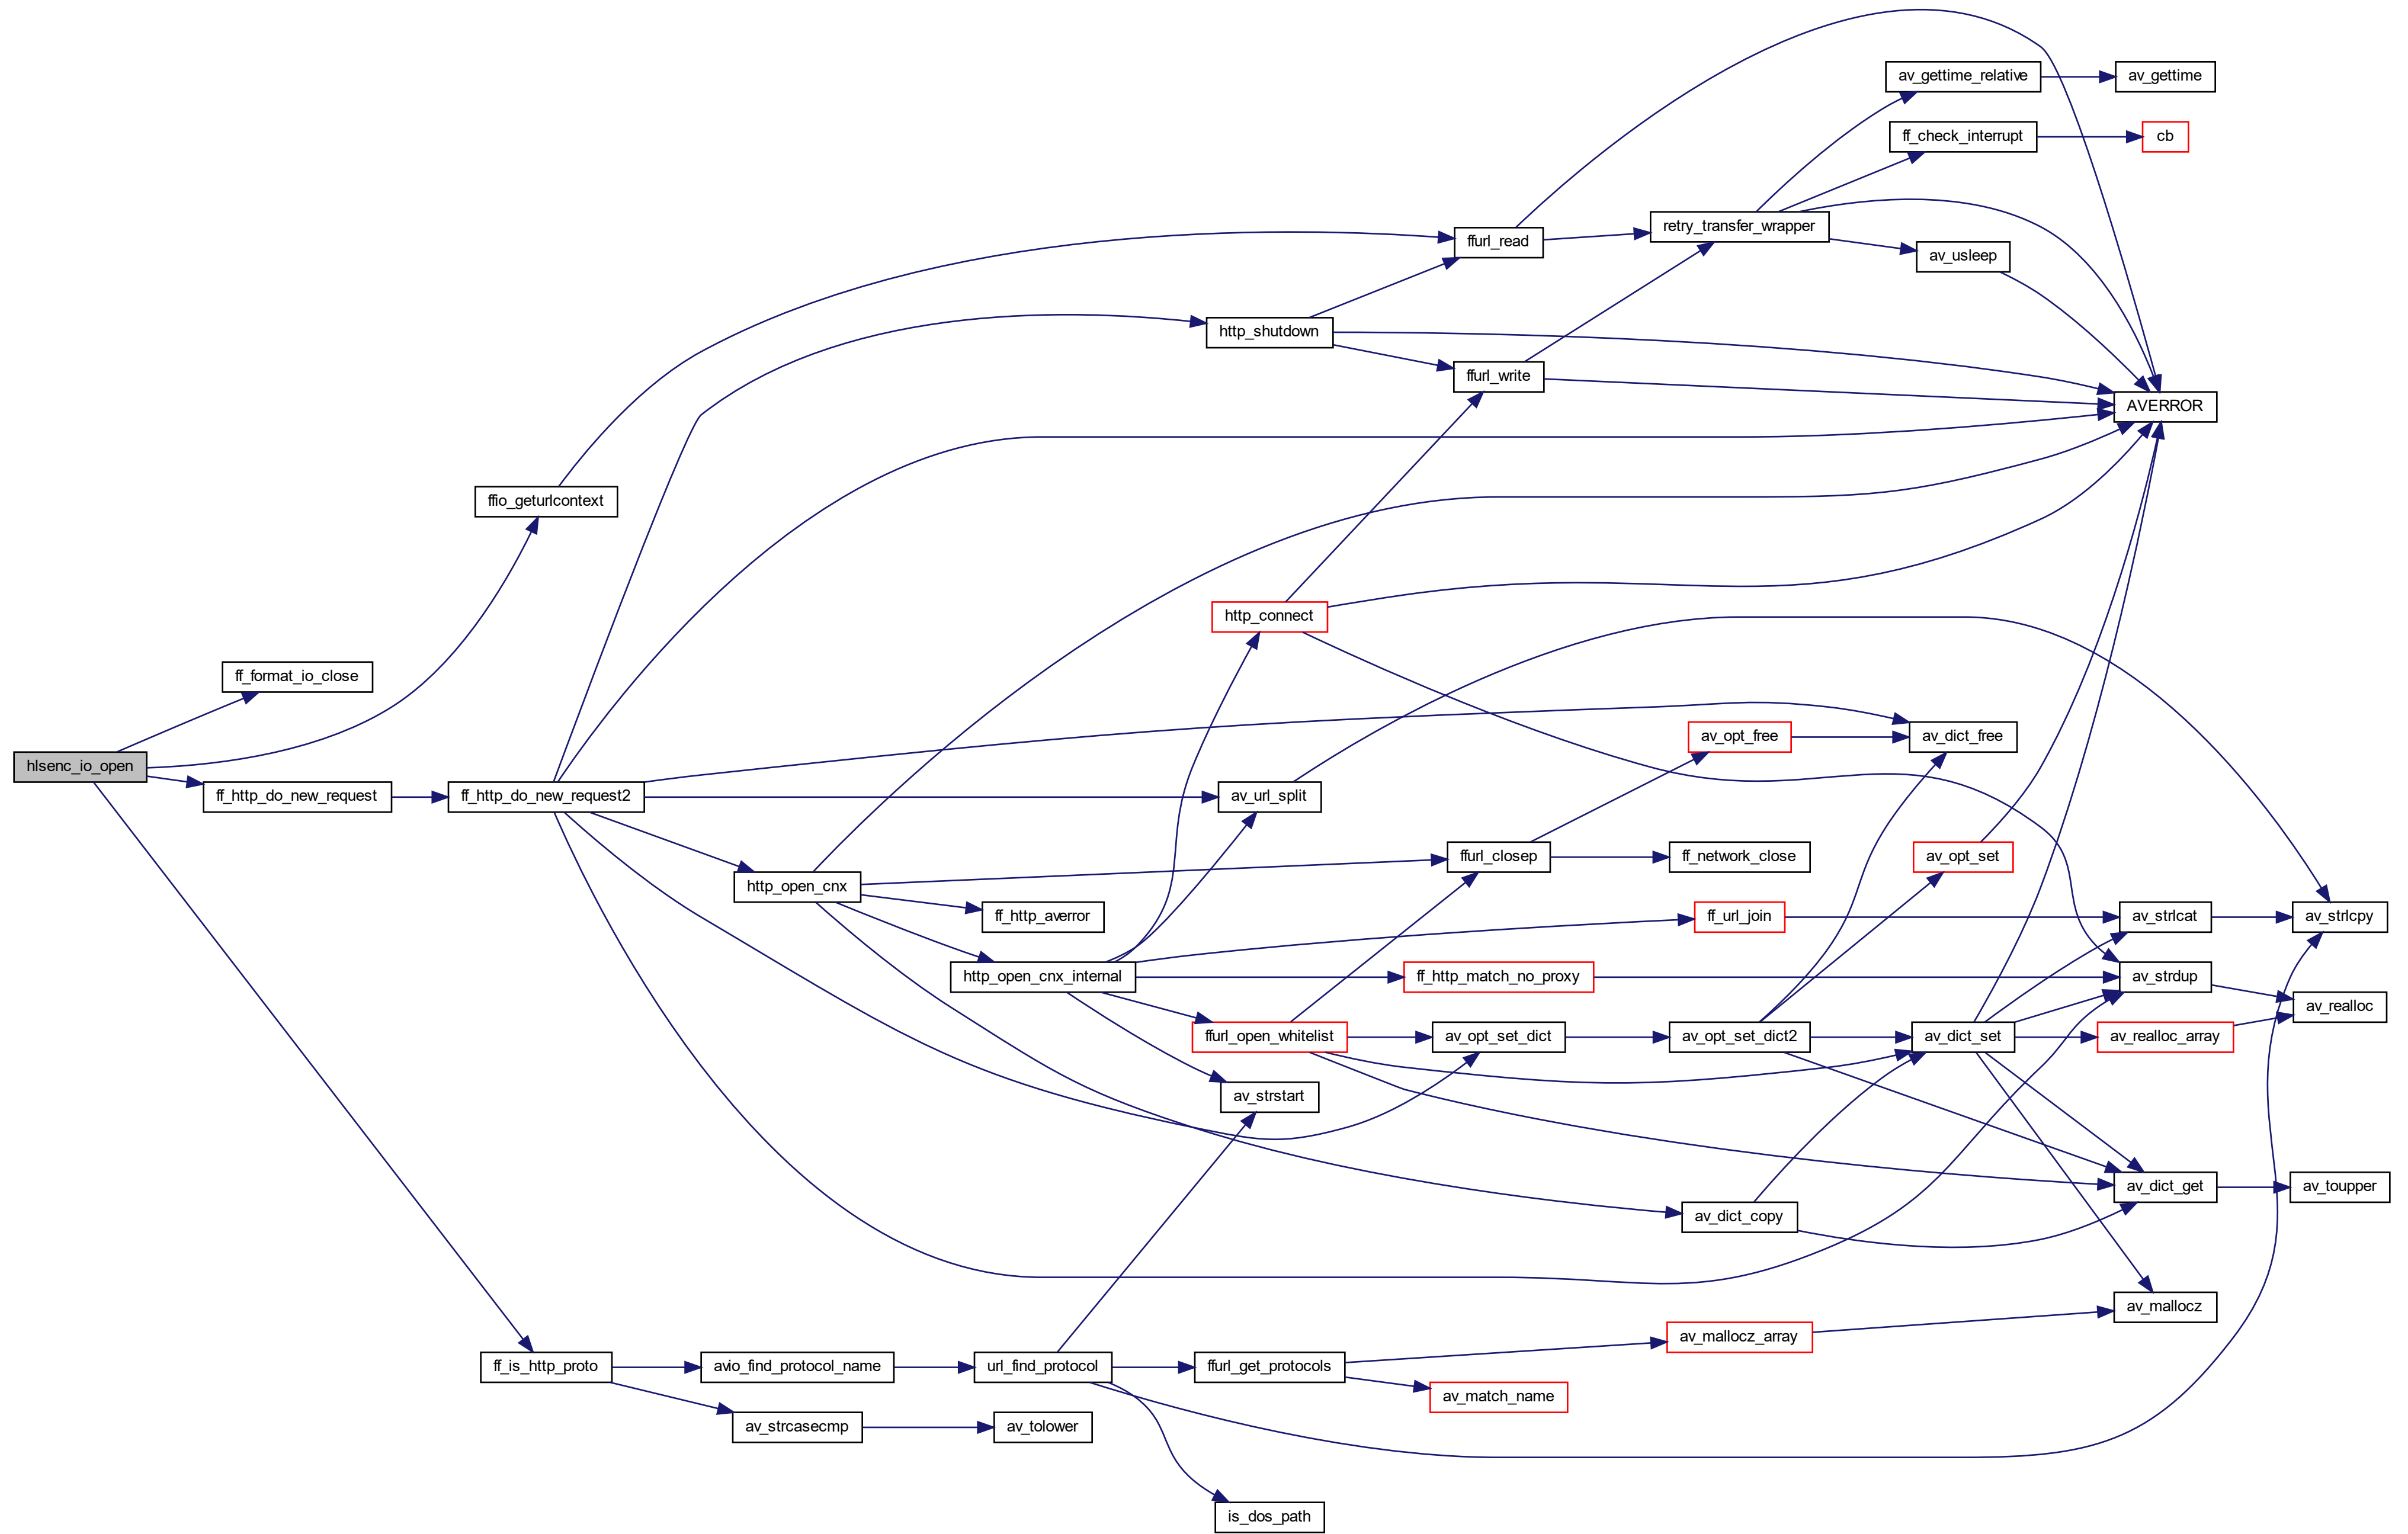 hlsenc_io_open
ff_format_io_close
ff_http_do_new_request
ffio_geturlcontext
ff_http_do_new_request2
ff_is_http_proto
http_open_cnx
avio_find_protocol_name
av_strcasecmp
ff_http_averror
http_open_cnx_internal
url_find_protocol
av_tolower
http_shutdown
http_connect
av_url_split
ffurl_open_whitelist
av_strstart
ffurl_get_protocols
is_dos_path
ffurl_read
ffurl_write
ffurl_closep
ff_http_match_no_proxy
av_opt_set_dict
av_match_name
retry_transfer_wrapper
av_opt_free
ff_network_close
ff_url_join
av_opt_set_dict2
av_dict_copy
av_mallocz_array
av_gettime_relative
ff_check_interrupt
av_usleep
av_dict_free
av_opt_set
av_dict_set
av_gettime
cb
AVERROR
av_strlcat
av_strdup
av_realloc_array
av_dict_get
av_mallocz
av_strlcpy
av_realloc
av_toupper